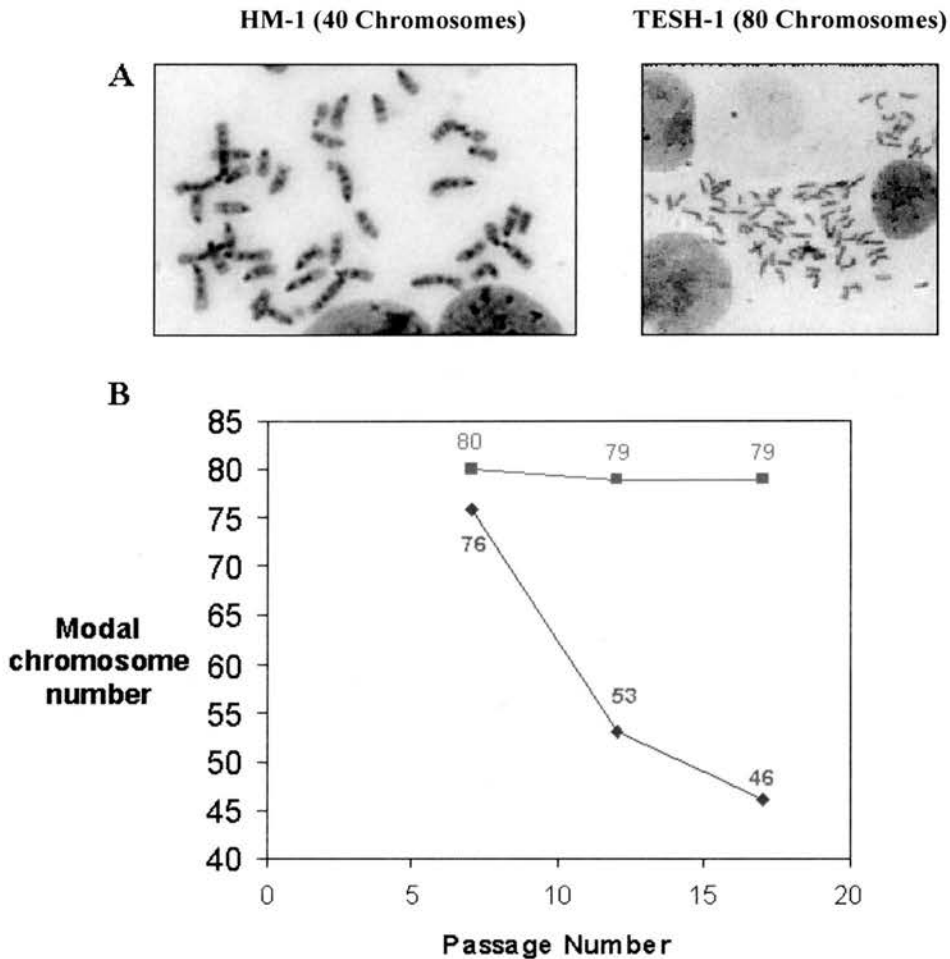 HM-1 (40 Chromosomes)
TESH-1 (80 Chromosomes)
A
B
85
80
75
70
65
60
55
50
45
40
80
79
79
76
53
46
Modal
chromosome
number
0
5
10
15
20
Passage Number